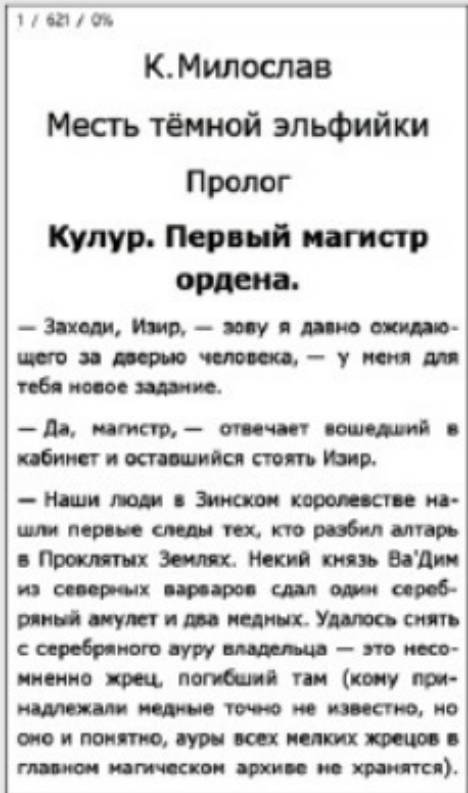 1 / 621 / 0%
К.Милослав
Месть тёмной эльфийки
Пролог
Кулур. Первый магистр
ордена.
— Заходи, Изир, — зову я давно ожидаю-
щего за дверью человека, — у меня для
тебя новое задание.
— Да, магистр, — отвечает вошедший в
кабинет и оставшийся стоять Изир.
— Наши люди в Зинском королевстве на-
шли первые следы тех, кто разбил алтарь
в Проклятых Землях. Некий князь Ва'Дим
из северных варваров сдал один сереб-
ряный амулет и два медных. Удалось снять
с серебряного ауру владельца — это несо-
мненно жрец, погибший там (кому при-
надлежали медные точно не известно, но
оно и понятно, ауры всех мелких жрецов в
главном магическом архиве не хранятся).